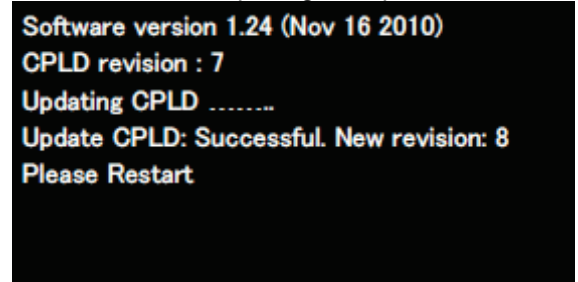 Software version 1.24 (Nov 16 2010)
CPLD revision : 7
Updating CPLD ……..
Update CPLD: Successful. New revision: 8
Please Restart